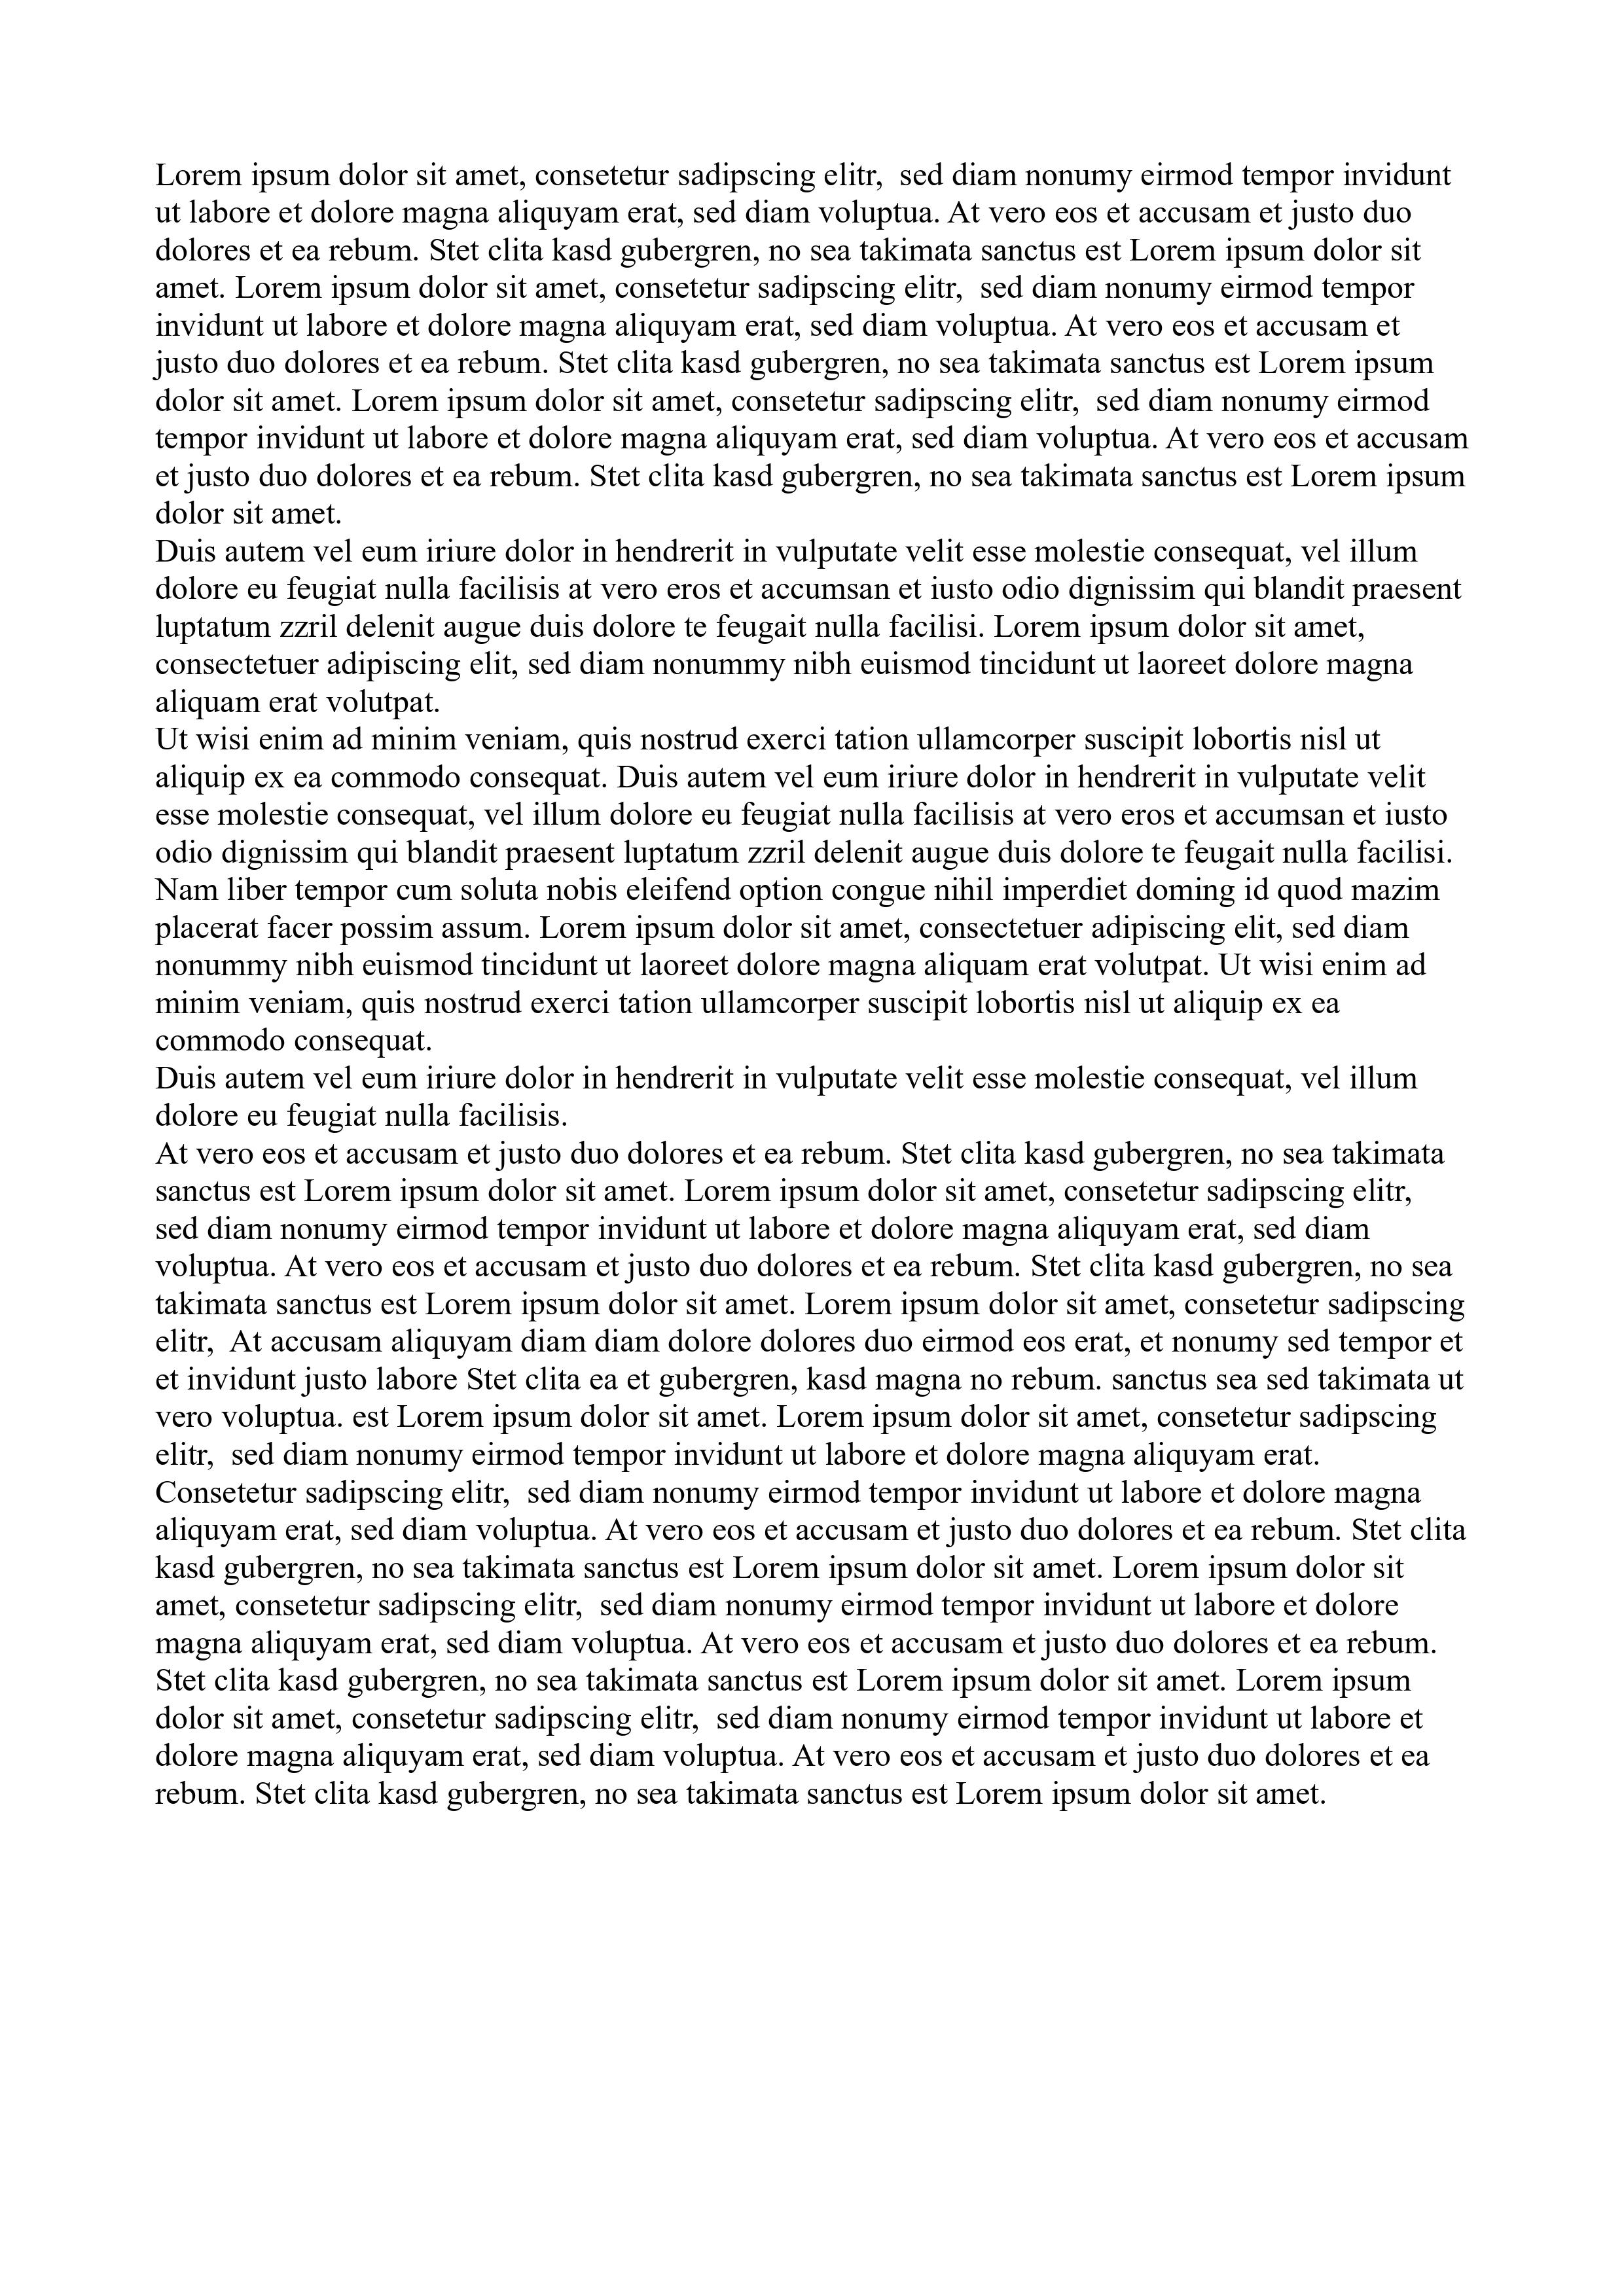 Lorem ipsum dolor sit amet, consetetur sadipscing elitr,  sed diam nonumy eirmod tempor invidunt
ut labore et dolore magna aliquyam erat, sed diam voluptua. At vero eos et accusam et justo duo
dolores et ea rebum. Stet clita kasd gubergren, no sea takimata sanctus est Lorem ipsum dolor sit
amet. Lorem ipsum dolor sit amet, consetetur sadipscing elitr,  sed diam nonumy eirmod tempor
invidunt ut labore et dolore magna aliquyam erat, sed diam voluptua. At vero eos et accusam et
justo duo dolores et ea rebum. Stet clita kasd gubergren, no sea takimata sanctus est Lorem ipsum
dolor sit amet. Lorem ipsum dolor sit amet, consetetur sadipscing elitr,  sed diam nonumy eirmod
tempor invidunt ut labore et dolore magna aliquyam erat, sed diam voluptua. At vero eos et accusam
et justo duo dolores et ea rebum. Stet clita kasd gubergren, no sea takimata sanctus est Lorem ipsum
dolor sit amet.
Duis autem vel eum iriure dolor in hendrerit in vulputate velit esse molestie consequat, vel illum
dolore eu feugiat nulla facilisis at vero eros et accumsan et iusto odio dignissim qui blandit praesent
luptatum zzril delenit augue duis dolore te feugait nulla facilisi. Lorem ipsum dolor sit amet,
consectetuer adipiscing elit, sed diam nonummy nibh euismod tincidunt ut laoreet dolore magna
aliquam erat volutpat.
Ut wisi enim ad minim veniam, quis nostrud exerci tation ullamcorper suscipit lobortis nisl ut
aliquip ex ea commodo consequat. Duis autem vel eum iriure dolor in hendrerit in vulputate velit
esse molestie consequat, vel illum dolore eu feugiat nulla facilisis at vero eros et accumsan et iusto
odio dignissim qui blandit praesent luptatum zzril delenit augue duis dolore te feugait nulla facilisi.
Nam liber tempor cum soluta nobis eleifend option congue nihil imperdiet doming id quod mazim
placerat facer possim assum. Lorem ipsum dolor sit amet, consectetuer adipiscing elit, sed diam
nonummy nibh euismod tincidunt ut laoreet dolore magna aliquam erat volutpat. Ut wisi enim ad
minim veniam, quis nostrud exerci tation ullamcorper suscipit lobortis nisl ut aliquip ex ea
commodo consequat.
Duis autem vel eum iriure dolor in hendrerit in vulputate velit esse molestie consequat, vel illum
dolore eu feugiat nulla facilisis.
At vero eos et accusam et justo duo dolores et ea rebum. Stet clita kasd gubergren, no sea takimata
sanctus est Lorem ipsum dolor sit amet. Lorem ipsum dolor sit amet, consetetur sadipscing elitr,
sed diam nonumy eirmod tempor invidunt ut labore et dolore magna aliquyam erat, sed diam
voluptua. At vero eos et accusam et justo duo dolores et ea rebum. Stet clita kasd gubergren, no sea
takimata sanctus est Lorem ipsum dolor sit amet. Lorem ipsum dolor sit amet, consetetur sadipscing
elitr,  At accusam aliquyam diam diam dolore dolores duo eirmod eos erat, et nonumy sed tempor et
et invidunt justo labore Stet clita ea et gubergren, kasd magna no rebum. sanctus sea sed takimata ut
vero voluptua. est Lorem ipsum dolor sit amet. Lorem ipsum dolor sit amet, consetetur sadipscing
elitr,  sed diam nonumy eirmod tempor invidunt ut labore et dolore magna aliquyam erat.
Consetetur sadipscing elitr,  sed diam nonumy eirmod tempor invidunt ut labore et dolore magna
aliquyam erat, sed diam voluptua. At vero eos et accusam et justo duo dolores et ea rebum. Stet clita
kasd gubergren, no sea takimata sanctus est Lorem ipsum dolor sit amet. Lorem ipsum dolor sit
amet, consetetur sadipscing elitr,  sed diam nonumy eirmod tempor invidunt ut labore et dolore
magna aliquyam erat, sed diam voluptua. At vero eos et accusam et justo duo dolores et ea rebum.
Stet clita kasd gubergren, no sea takimata sanctus est Lorem ipsum dolor sit amet. Lorem ipsum
dolor sit amet, consetetur sadipscing elitr,  sed diam nonumy eirmod tempor invidunt ut labore et
dolore magna aliquyam erat, sed diam voluptua. At vero eos et accusam et justo duo dolores et ea
rebum. Stet clita kasd gubergren, no sea takimata sanctus est Lorem ipsum dolor sit amet.